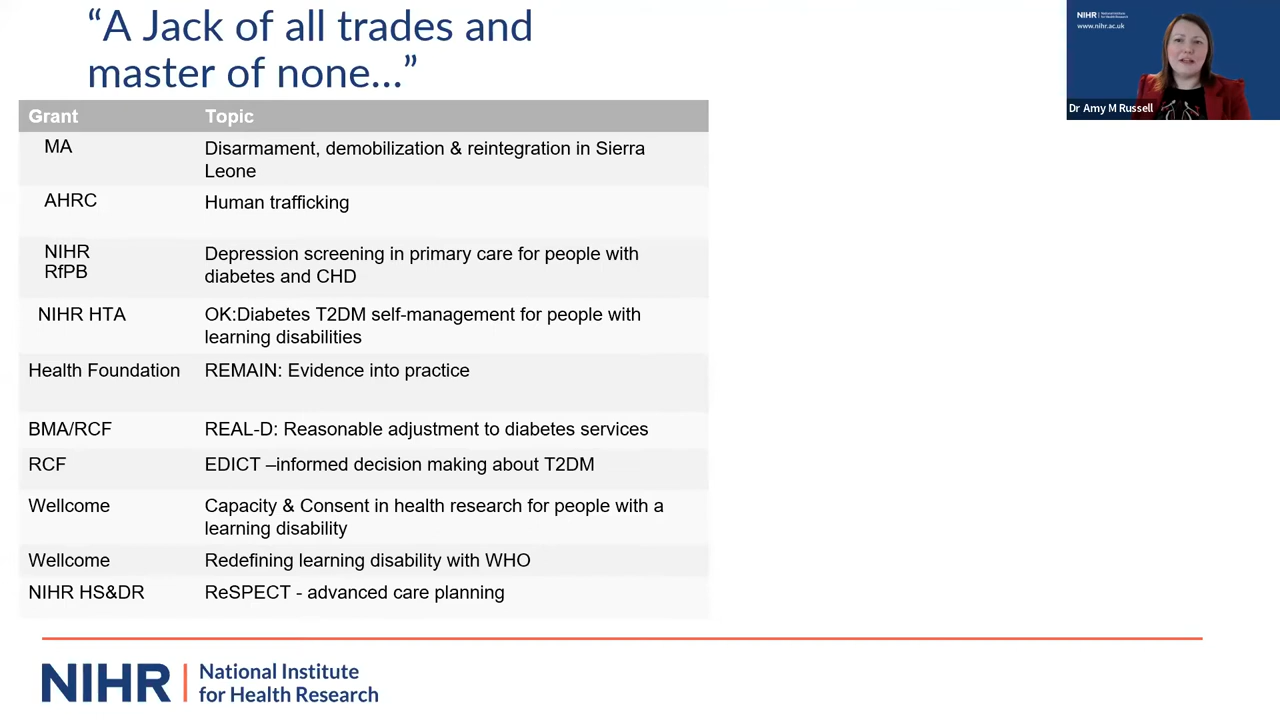 “A Jack of all trades and
master of none...”
Grant Topic
MA Disarmament, demobilization & reintegration in Sierra
Leone
AHRC Human trafficking
NIHR
RfPB
Depression screening in primary care for people with
diabetes and CHD
NIHR HTA OK:Diabetes T2DM self-management for people with
learning disabilities
Health Foundation REMAIN: Evidence into practice
BMA/RCF REAL-D: Reasonable adjustment to diabetes services
RCF EDICT –informed decision making about T2DM
Wellcome Capacity & Consent in health research for people with a
learning disability
Wellcome Redefining learning disability with WHO
NIHR HS&DR ReSPECT - advanced care planning
NIHR | National Institute
for Health Research
NIHR | National Institute
for Health Research
www.nihr.ac.uk
Dr Amy M Russell